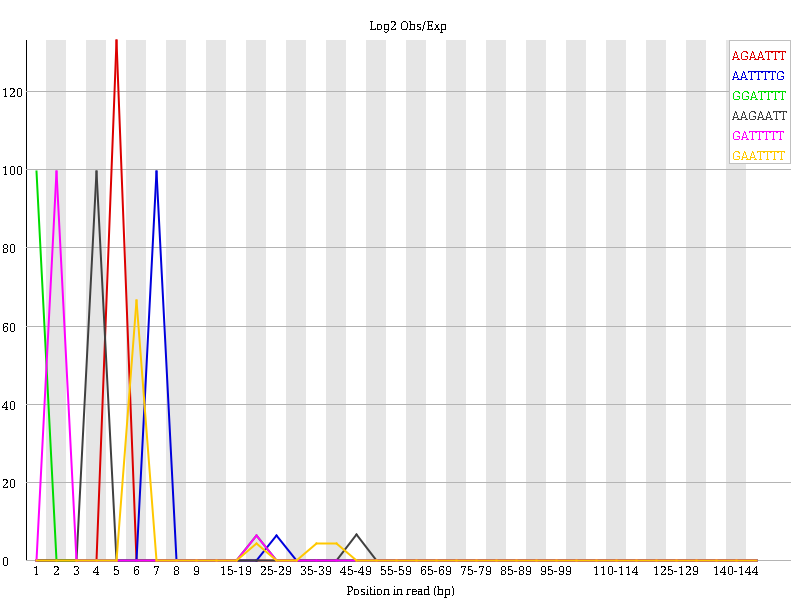 Log2 Obs/Exp
AGAATTT
AATTTTG
GGATTTT
AAGAATT
GATTTTT
GAATTTT
120
100
80
60
40
20
0
1 2 3 4 5 6 7 8 9 15-19 25-29 35-39 45-49 55-59 65-69 75-79 85-89 95-99 110-114 125-129 140-144
Position in read (bp)